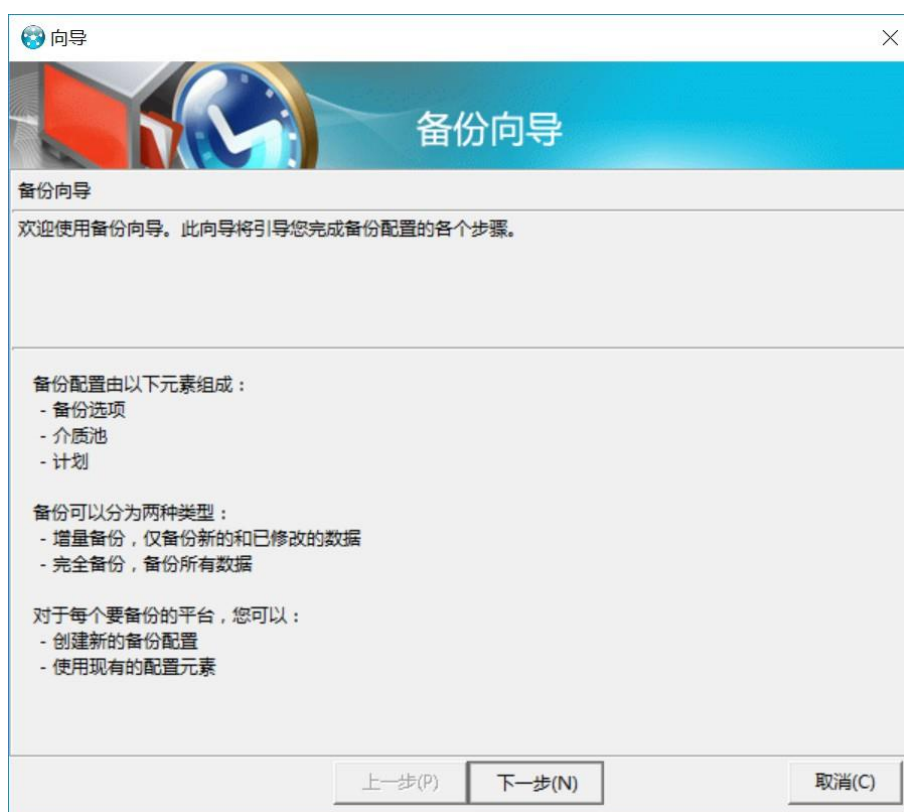 向导
备份向导
备份向导
欢迎使用备份向导。此向导将引导您完成备份配置的各个步骤。
备份配置由以下元素组成：
- 备份选项
- 介质池
- 计划
备份可以分为两种类型：
- 增量备份，仅备份新的和已修改的数据
- 完全备份，备份所有数据
对于每个要备份的平台，您可以：
- 创建新的备份配置
- 使用现有的配置元素
上一步(P)
下一步(N)
取消(C)